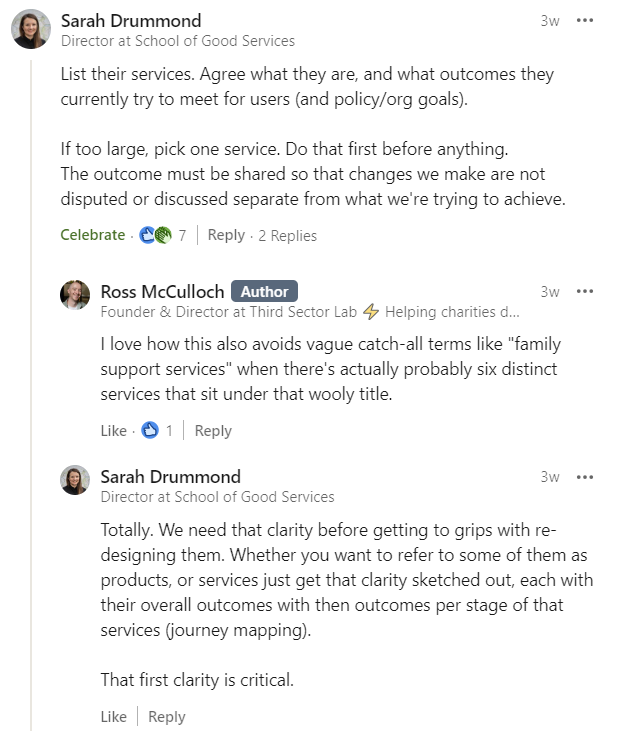 Sarah Drummond
3w •••
Director at School of Good Services
List their services. Agree what they are, and what outcomes they
currently try to meet for users (and policy/org goals).
If too large, pick one service. Do that first before anything.
The outcome must be shared so that changes we make are not
disputed or discussed separate from what we're trying to achieve.
Celebrate · 7 | Reply · 2 Replies
Ross McCulloch Author
3w •••
Founder & Director at Third Sector Lab ⚡ Helping charities d...
I love how this also avoids vague catch-all terms like "family
support services" when there's actually probably six distinct
services that sit under that wooly title.
Like · 1 | Reply
Sarah Drummond
3w •••
Director at School of Good Services
Totally. We need that clarity before getting to grips with re-
designing them. Whether you want to refer to some of them as
products, or services just get that clarity sketched out, each with
their overall outcomes with then outcomes per stage of that
services (journey mapping).
That first clarity is critical.
Like | Reply